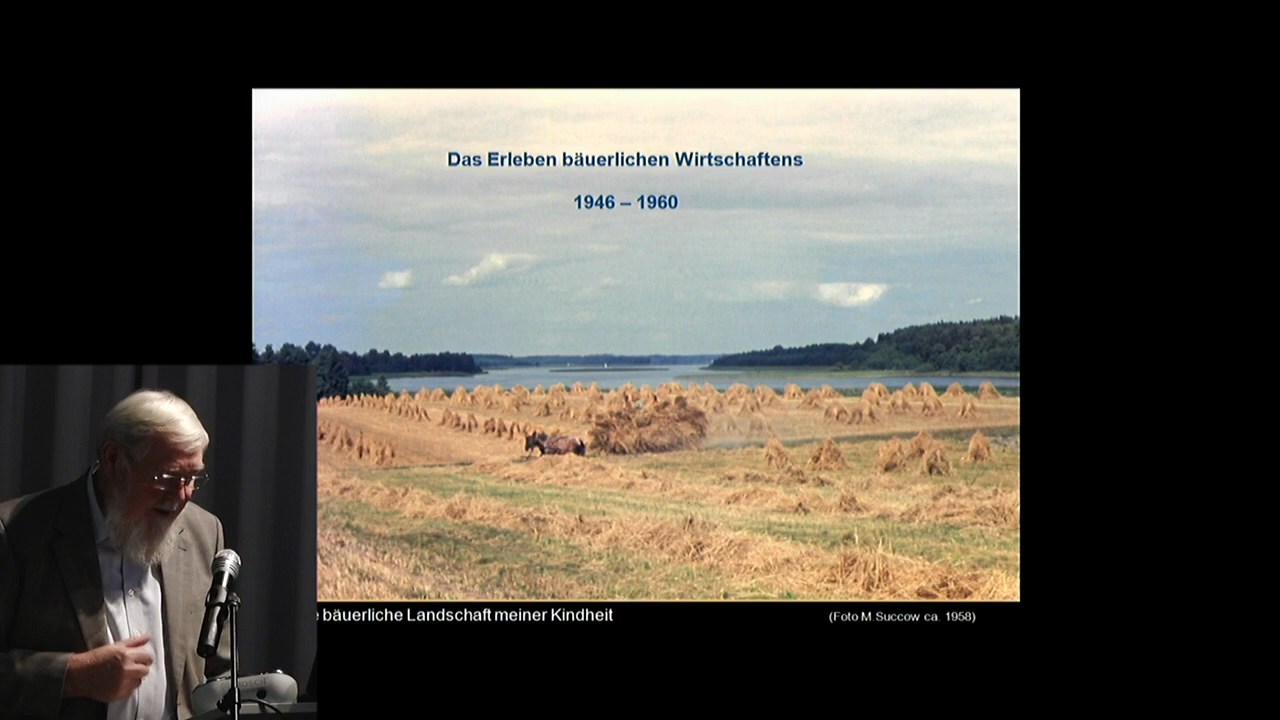 Das Erleben bäuerlichen Wirtschaftens
1946 – 1960
bäuerliche Landschaft meiner Kindheit
(Foto M.Succow ca. 1958)